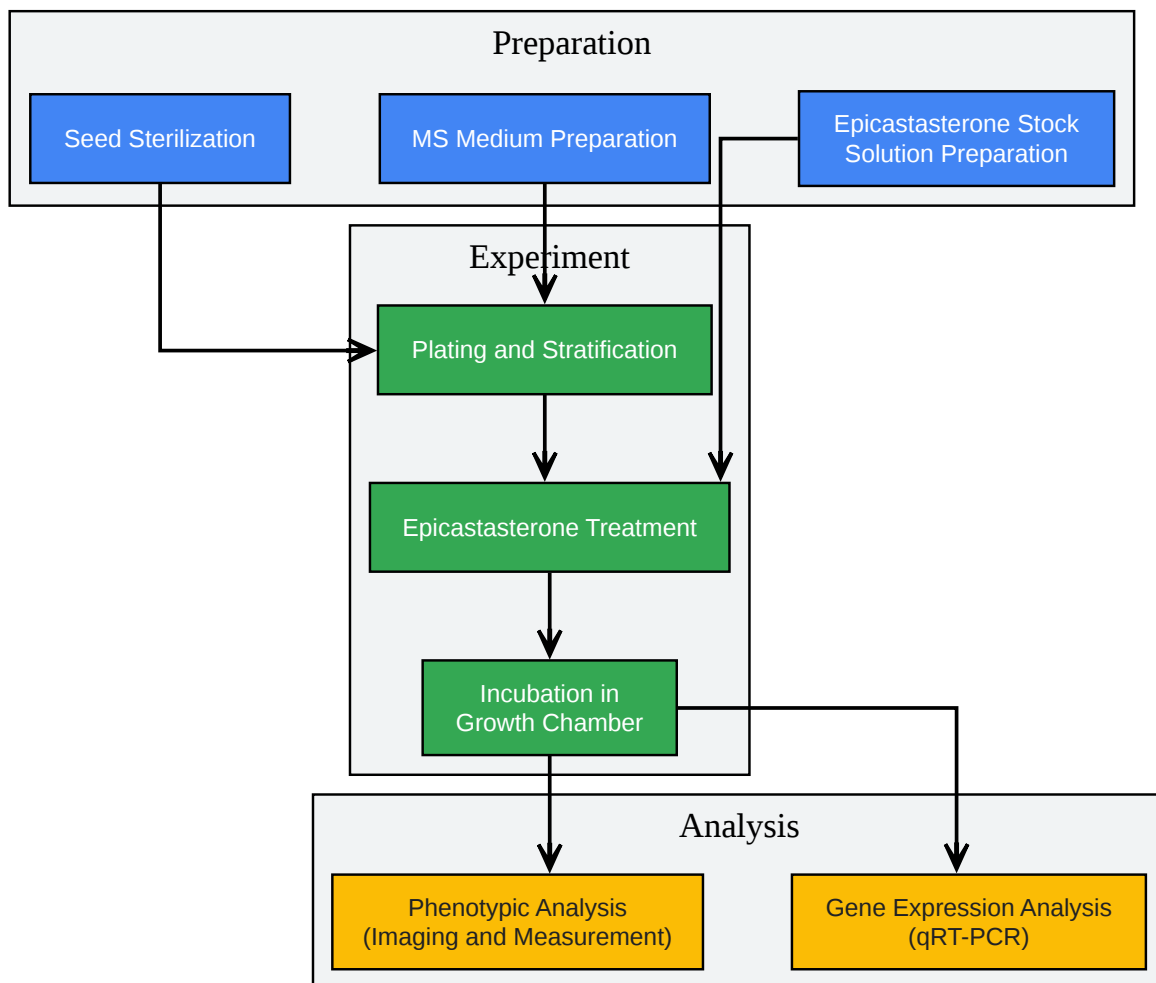 Preparation
Seed Sterilization
MS Medium Preparation
Epicastasterone Stock
Solution Preparation
Experiment
Plating and Stratification
Epicastasterone Treatment
Incubation in
Growth Chamber
Analysis
Phenotypic Analysis
(Imaging and Measurement)
Gene Expression Analysis
(qRT-PCR)